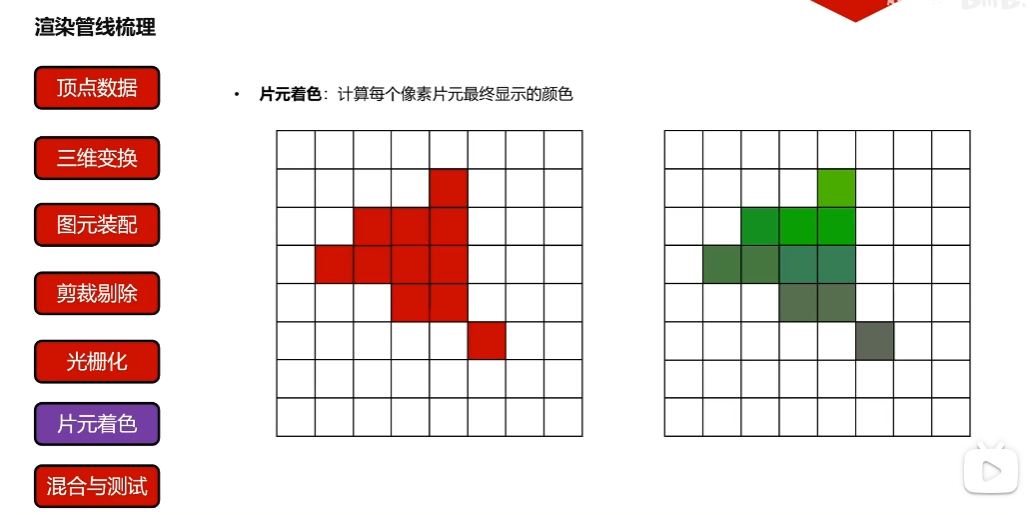 渲染管线梳理
顶点数据
• 片元着色：计算每个像素片元最终显示的颜色
三维变换
图元装配
剪裁剔除
光栅化
片元着色
混合与测试